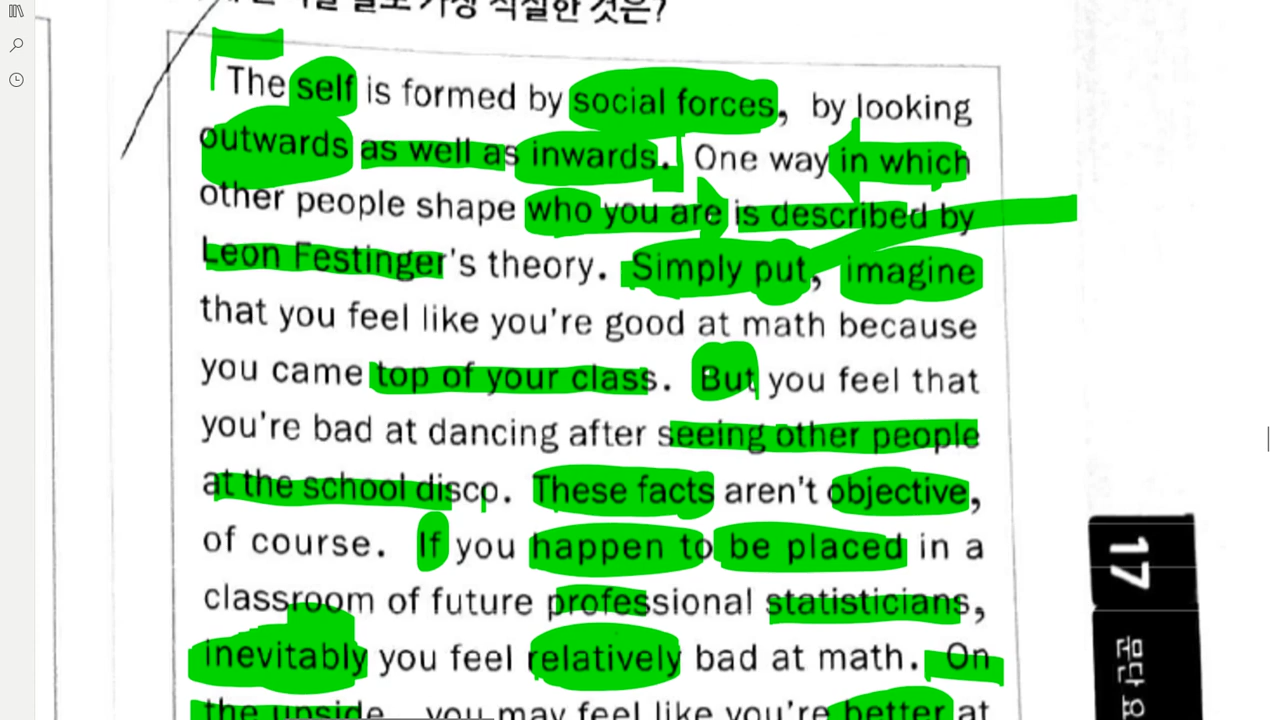 가장 적절한 것은?
The self is formed by social forces, by looking
outwards as well as inwards. One way in which
other people shape who you are is described by
Leon Festinger's theory. Simply put, imagine
that you feel like you're good at math because
you came top of your class. But you feel that
you're bad at dancing after seeing other people
at the school disco. These facts aren't objective,
of course. If you happen to be placed in a
classroom of future professional statisticians,
inevitably you feel relatively bad at math. On
the upside, you may feel like you're better at
17
문단 요